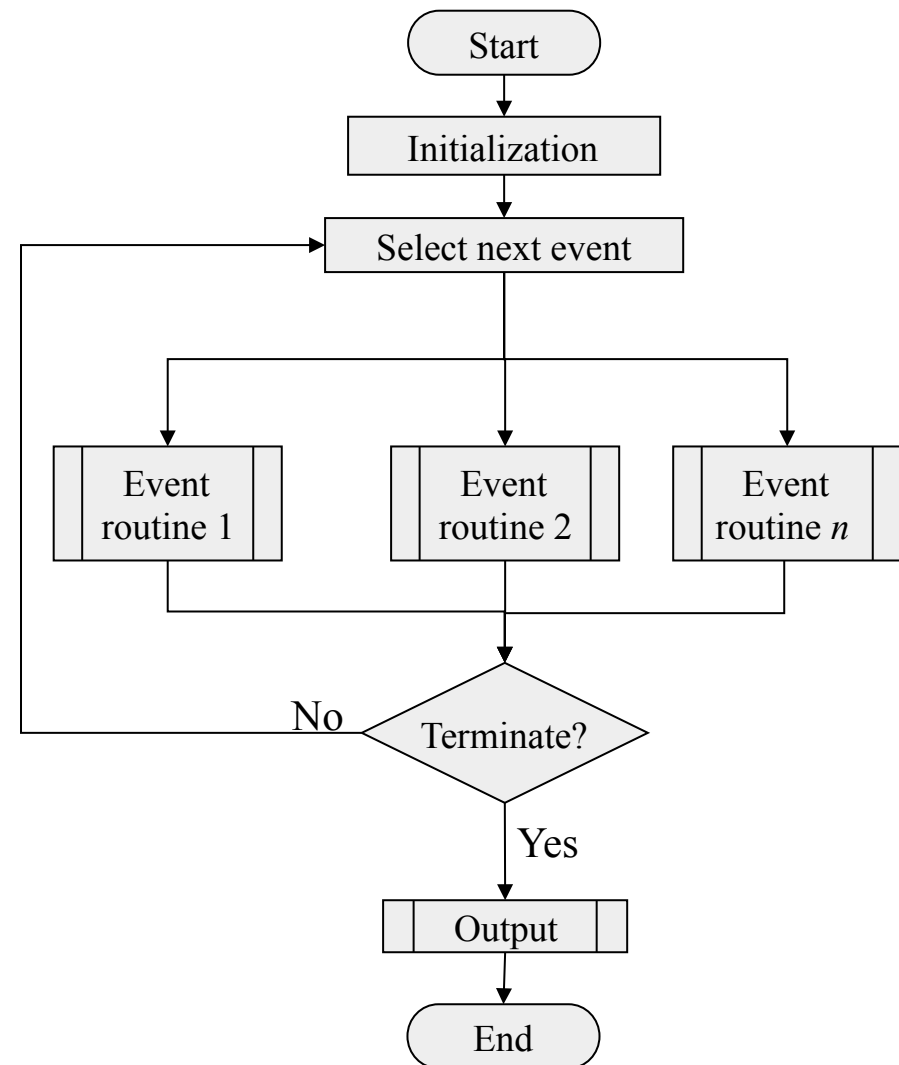 Start
Initialization
Select next event
Event
routine 1
Event
routine 2
Event
routine n
No
Terminate?
Yes
Output
End